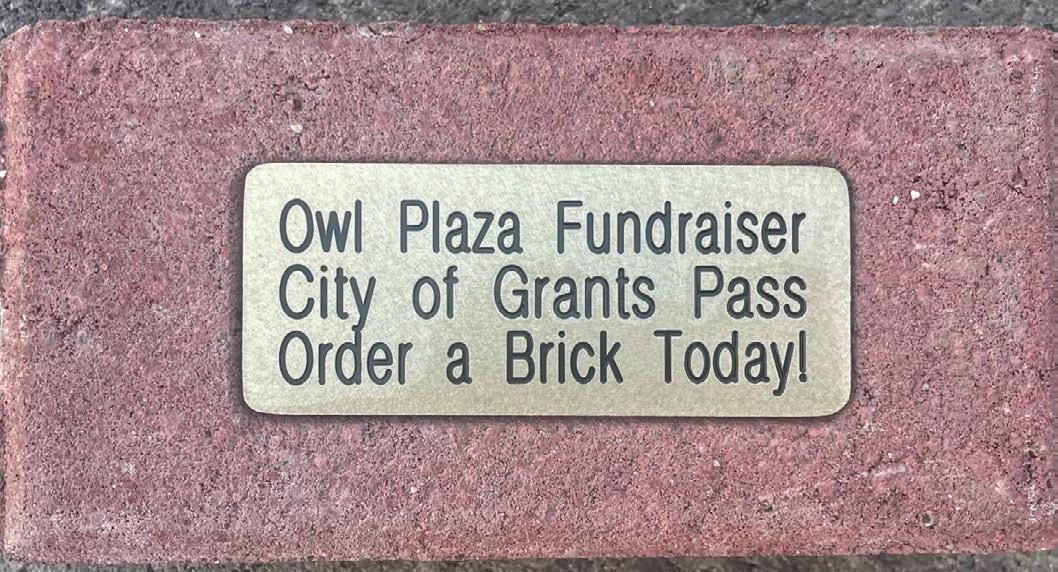 Owl Plaza Fundraiser
City of Grants Pass
Order a Brick Today!